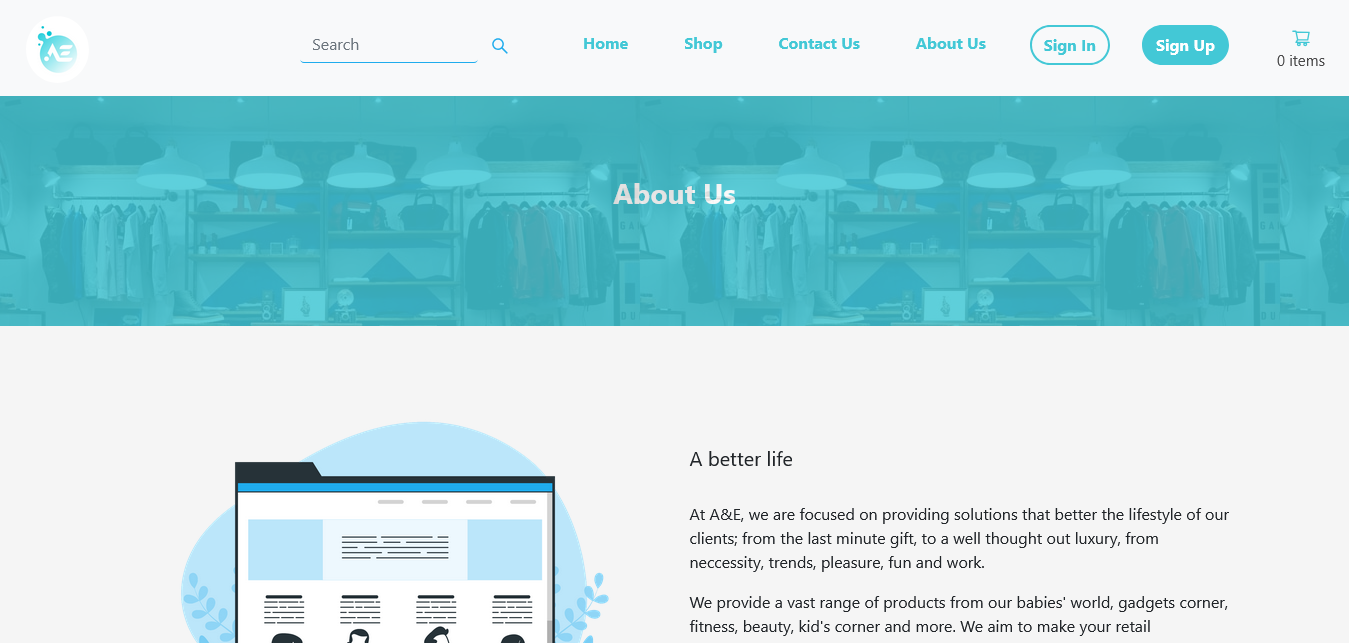 AE
Search
Home
Shop
Contact Us
About Us
Sign In
Sign Up
0 items
About Us
A better life
At A&E, we are focused on providing solutions that better the lifestyle of our
clients; from the last minute gift, to a well thought out luxury, from
neccessity, trends, pleasure, fun and work.
We provide a vast range of products from our babies' world, gadgets corner,
fitness, beauty, kid's corner and more. We aim to make your retail